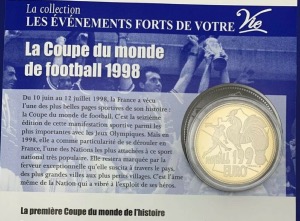 La collection
LES ÉVÉNEMENTS FORTS DE VOTRE Vie
La Coupe du monde
de football 1998
Du 10 juin au 12 juillet 1998, la France a vécu
l'une des plus belles pages sportives de son histoire :
la Coupe du monde de football. C'est la seizième
édition de cette manifestation sportive parmi les
plus importantes avec les Jeux Olympiques. Mais en
1998, elle a comme particularité de se dérouler en
France, l'une des Nations les plus attachées à ce sport
national très populaire. Elle restera marquée par la
ferveur exceptionnelle qu'elle suscita à travers le pays,
des plus grandes villes aux plus petits villages. C'est l'âme
même de la Nation qui a vibré à l'exploit de ses héros.
La première Coupe du monde de l'histoire